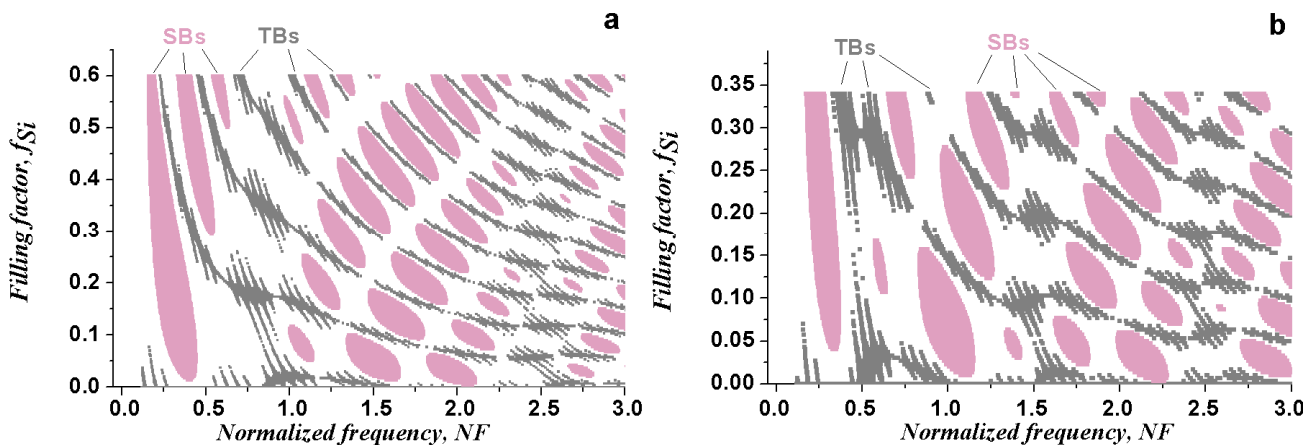 a
SBs TBs
0.6
0.5
0.4
0.3
0.2
0.1
0.0
Filling factor, fSi
0.0 0.5 1.0 1.5 2.0 2.5 3.0
Normalized frequency, NF
b
TBs SBs
0.35
0.30
0.25
0.20
0.15
0.10
0.05
0.00
Filling factor, fSi
0.0 0.5 1.0 1.5 2.0 2.5 3.0
Normalized frequency, NF